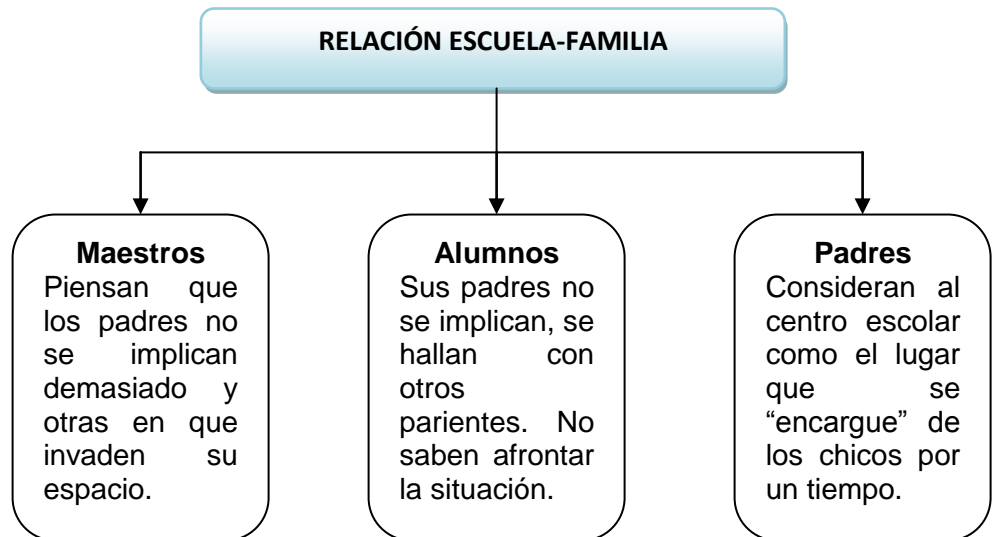 RELACIÓN ESCUELA-FAMILIA
Maestros
Piensan que
los padres no
se implican
demasiado y
otras en que
invaden su
espacio.
Alumnos
Sus padres no
se implican, se
hallan con
otros
parientes. No
saben afrontar
la situación.
Padres
Consideran al
centro escolar
como el lugar
que se
“encargue” de
los chicos por
un tiempo.